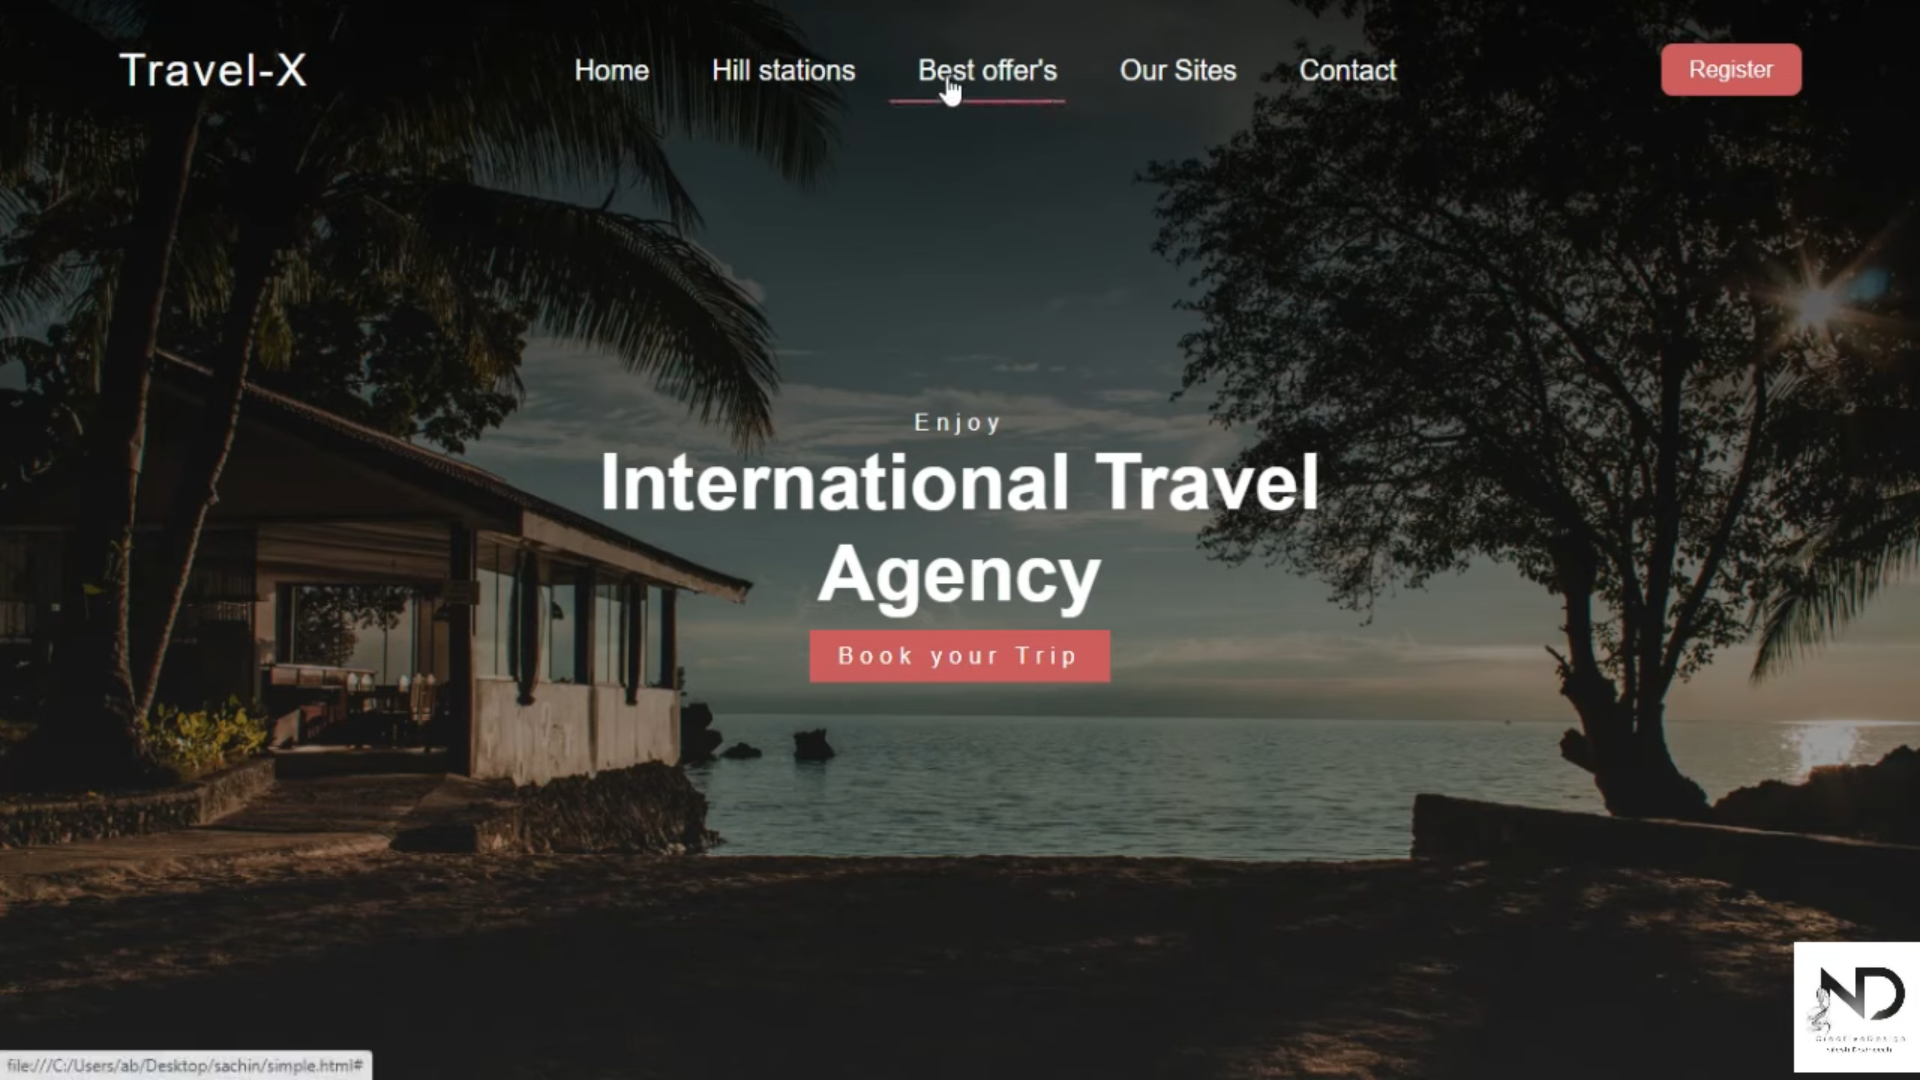 Travel-X
Home
Hill stations
Best offer's
Our Sites
Contact
Register
Enjoy
International Travel
Agency
Book your Trip
ND
file:///C:/Users/ab/Desktop/sachin/simple.html#